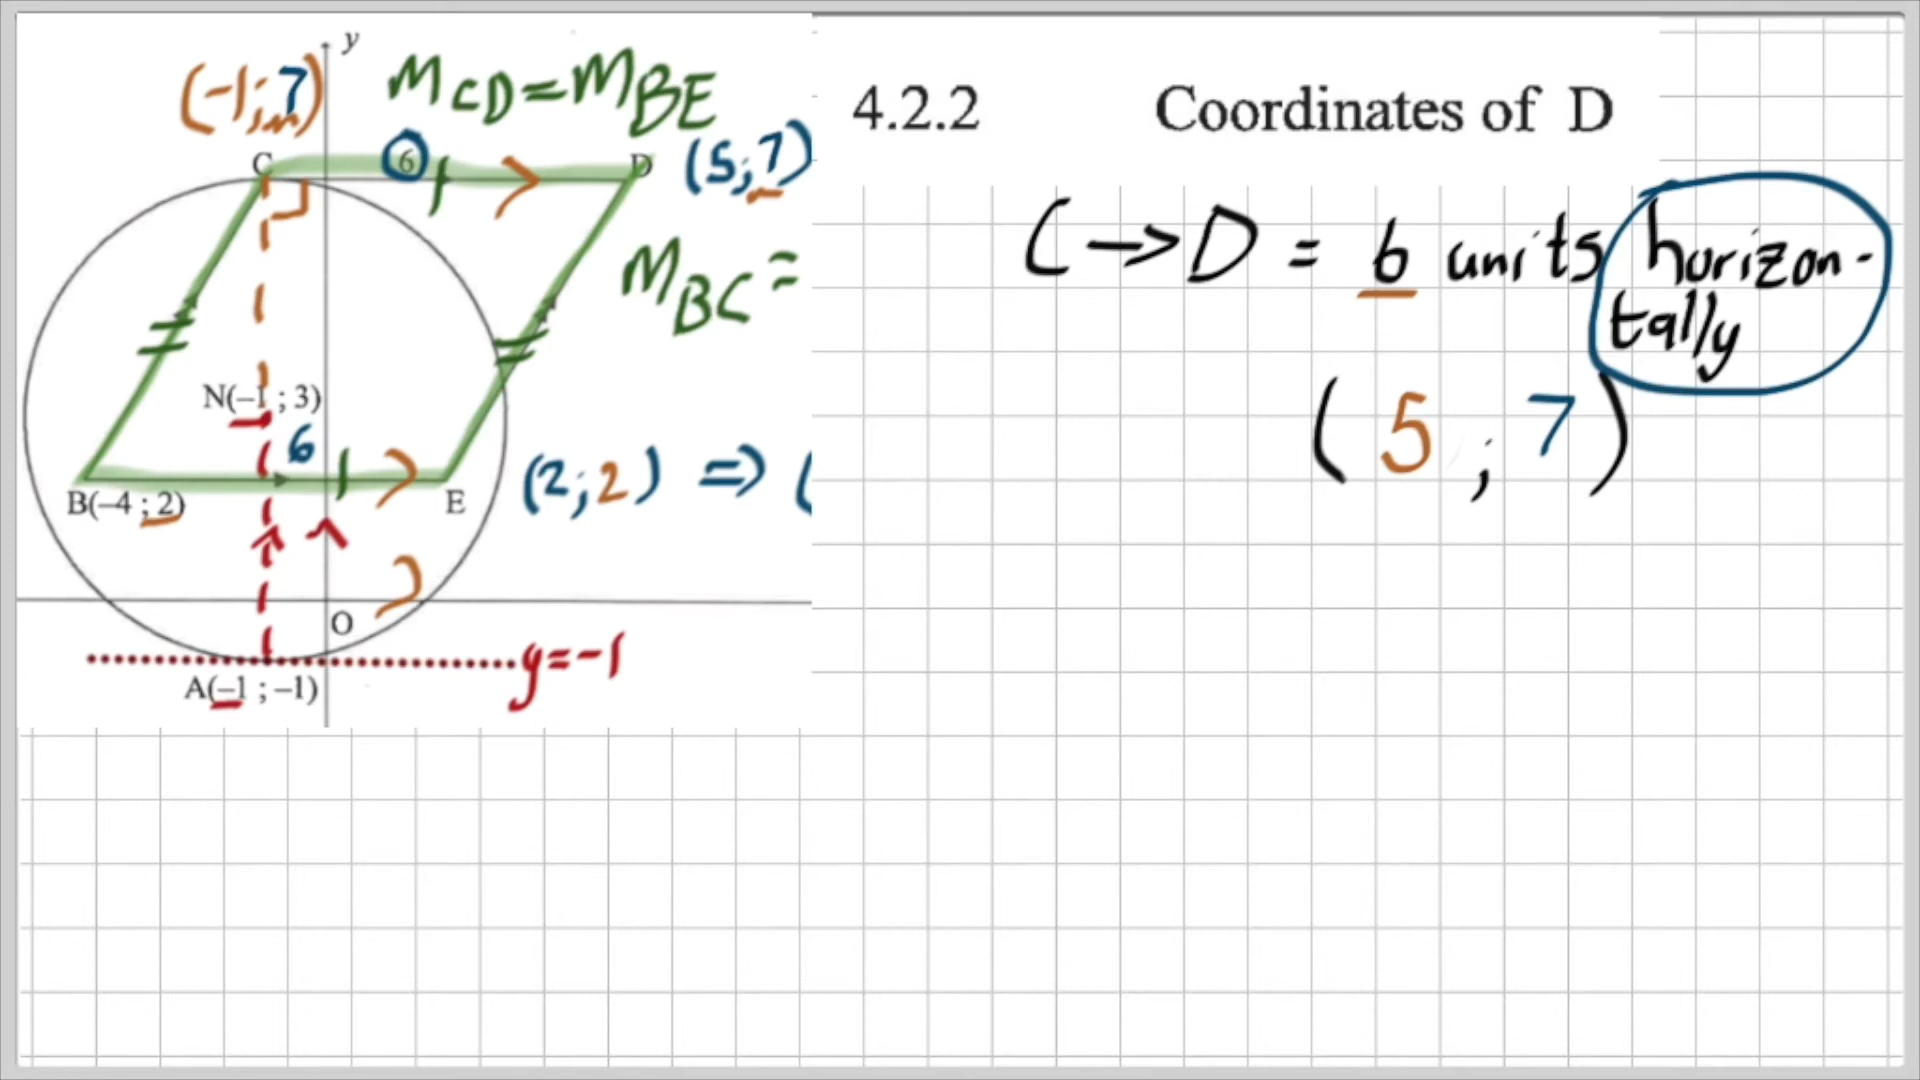 y
(-1; 7)
m
M CD = M BE
C
6
D
(5; 7)
M BC =
N(–1 ; 3)
6
B(–4 ; 2)
E
(2; 2) ⇒ (
O
y = -1
A(–1 ; –1)
4.2.2 Coordinates of D
C → D = 6 units horizon-
tally
( 5 ; 7 )